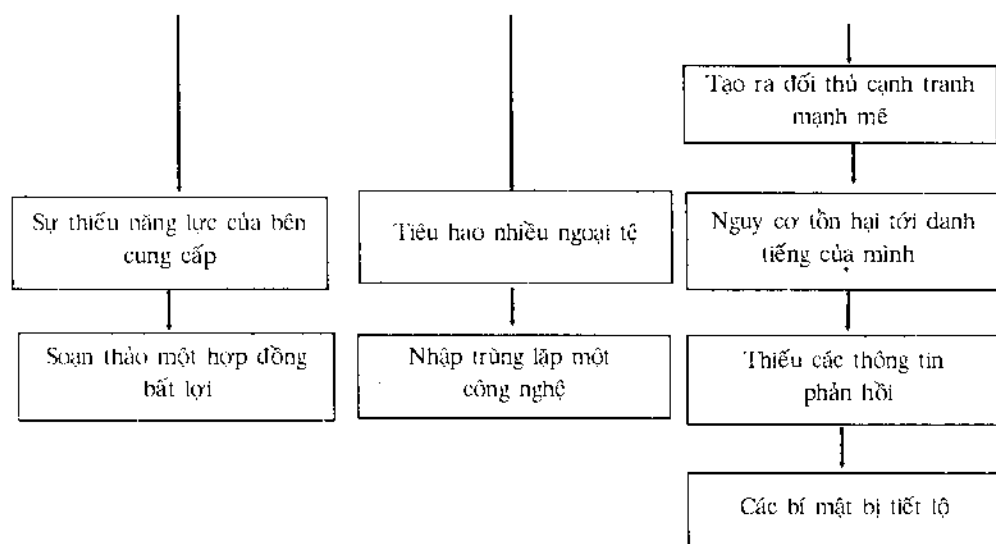 Tạo ra đối thủ cạnh tranh
mạnh mẽ
Sự thiếu năng lực của bên
cung cấp
Tiêu hao nhiều ngoại tệ
Nguy cơ tồn hại tới danh
tiếng của mình
Soạn thảo một hợp đồng
bất lợi
Nhập trùng lặp một
công nghệ
Thiếu các thông tin
phản hồi
Các bí mật bị tiết lộ